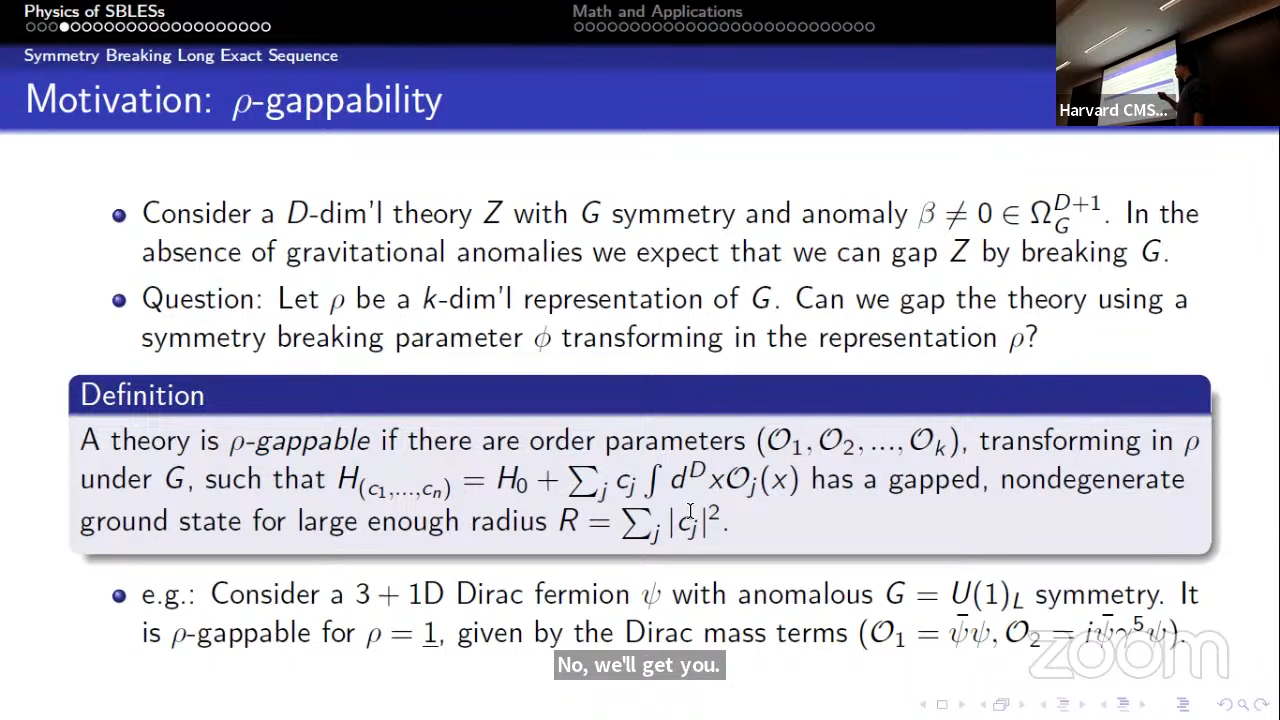 Physics of SBLESs
Math and Applications
Symmetry Breaking Long Exact Sequence
Motivation: ρ-gappability
Harvard CMS...
• Consider a D-dim'l theory Z with G symmetry and anomaly β ≠ 0 ∈ Ω_G^{D+1}. In the
absence of gravitational anomalies we expect that we can gap Z by breaking G.
• Question: Let ρ be a k-dim'l representation of G. Can we gap the theory using a
symmetry breaking parameter ϕ transforming in the representation ρ?
Definition
A theory is ρ-gappable if there are order parameters (O_1, O_2, ..., O_k), transforming in ρ
under G, such that H_{(c_1,...,c_n)} = H_0 + ∑_j c_j ∫ d^D x O_j(x) has a gapped, nondegenerate
ground state for large enough radius R = ∑_j |c_j|^2.
• e.g.: Consider a 3 + 1D Dirac fermion ψ with anomalous G = U(1)_L symmetry. It
is ρ-gappable for ρ = 1, given by the Dirac mass terms (O_1 = ψ̄ψ, O_2 = iψ̄γ^5ψ).
No, we'll get you.
zoom